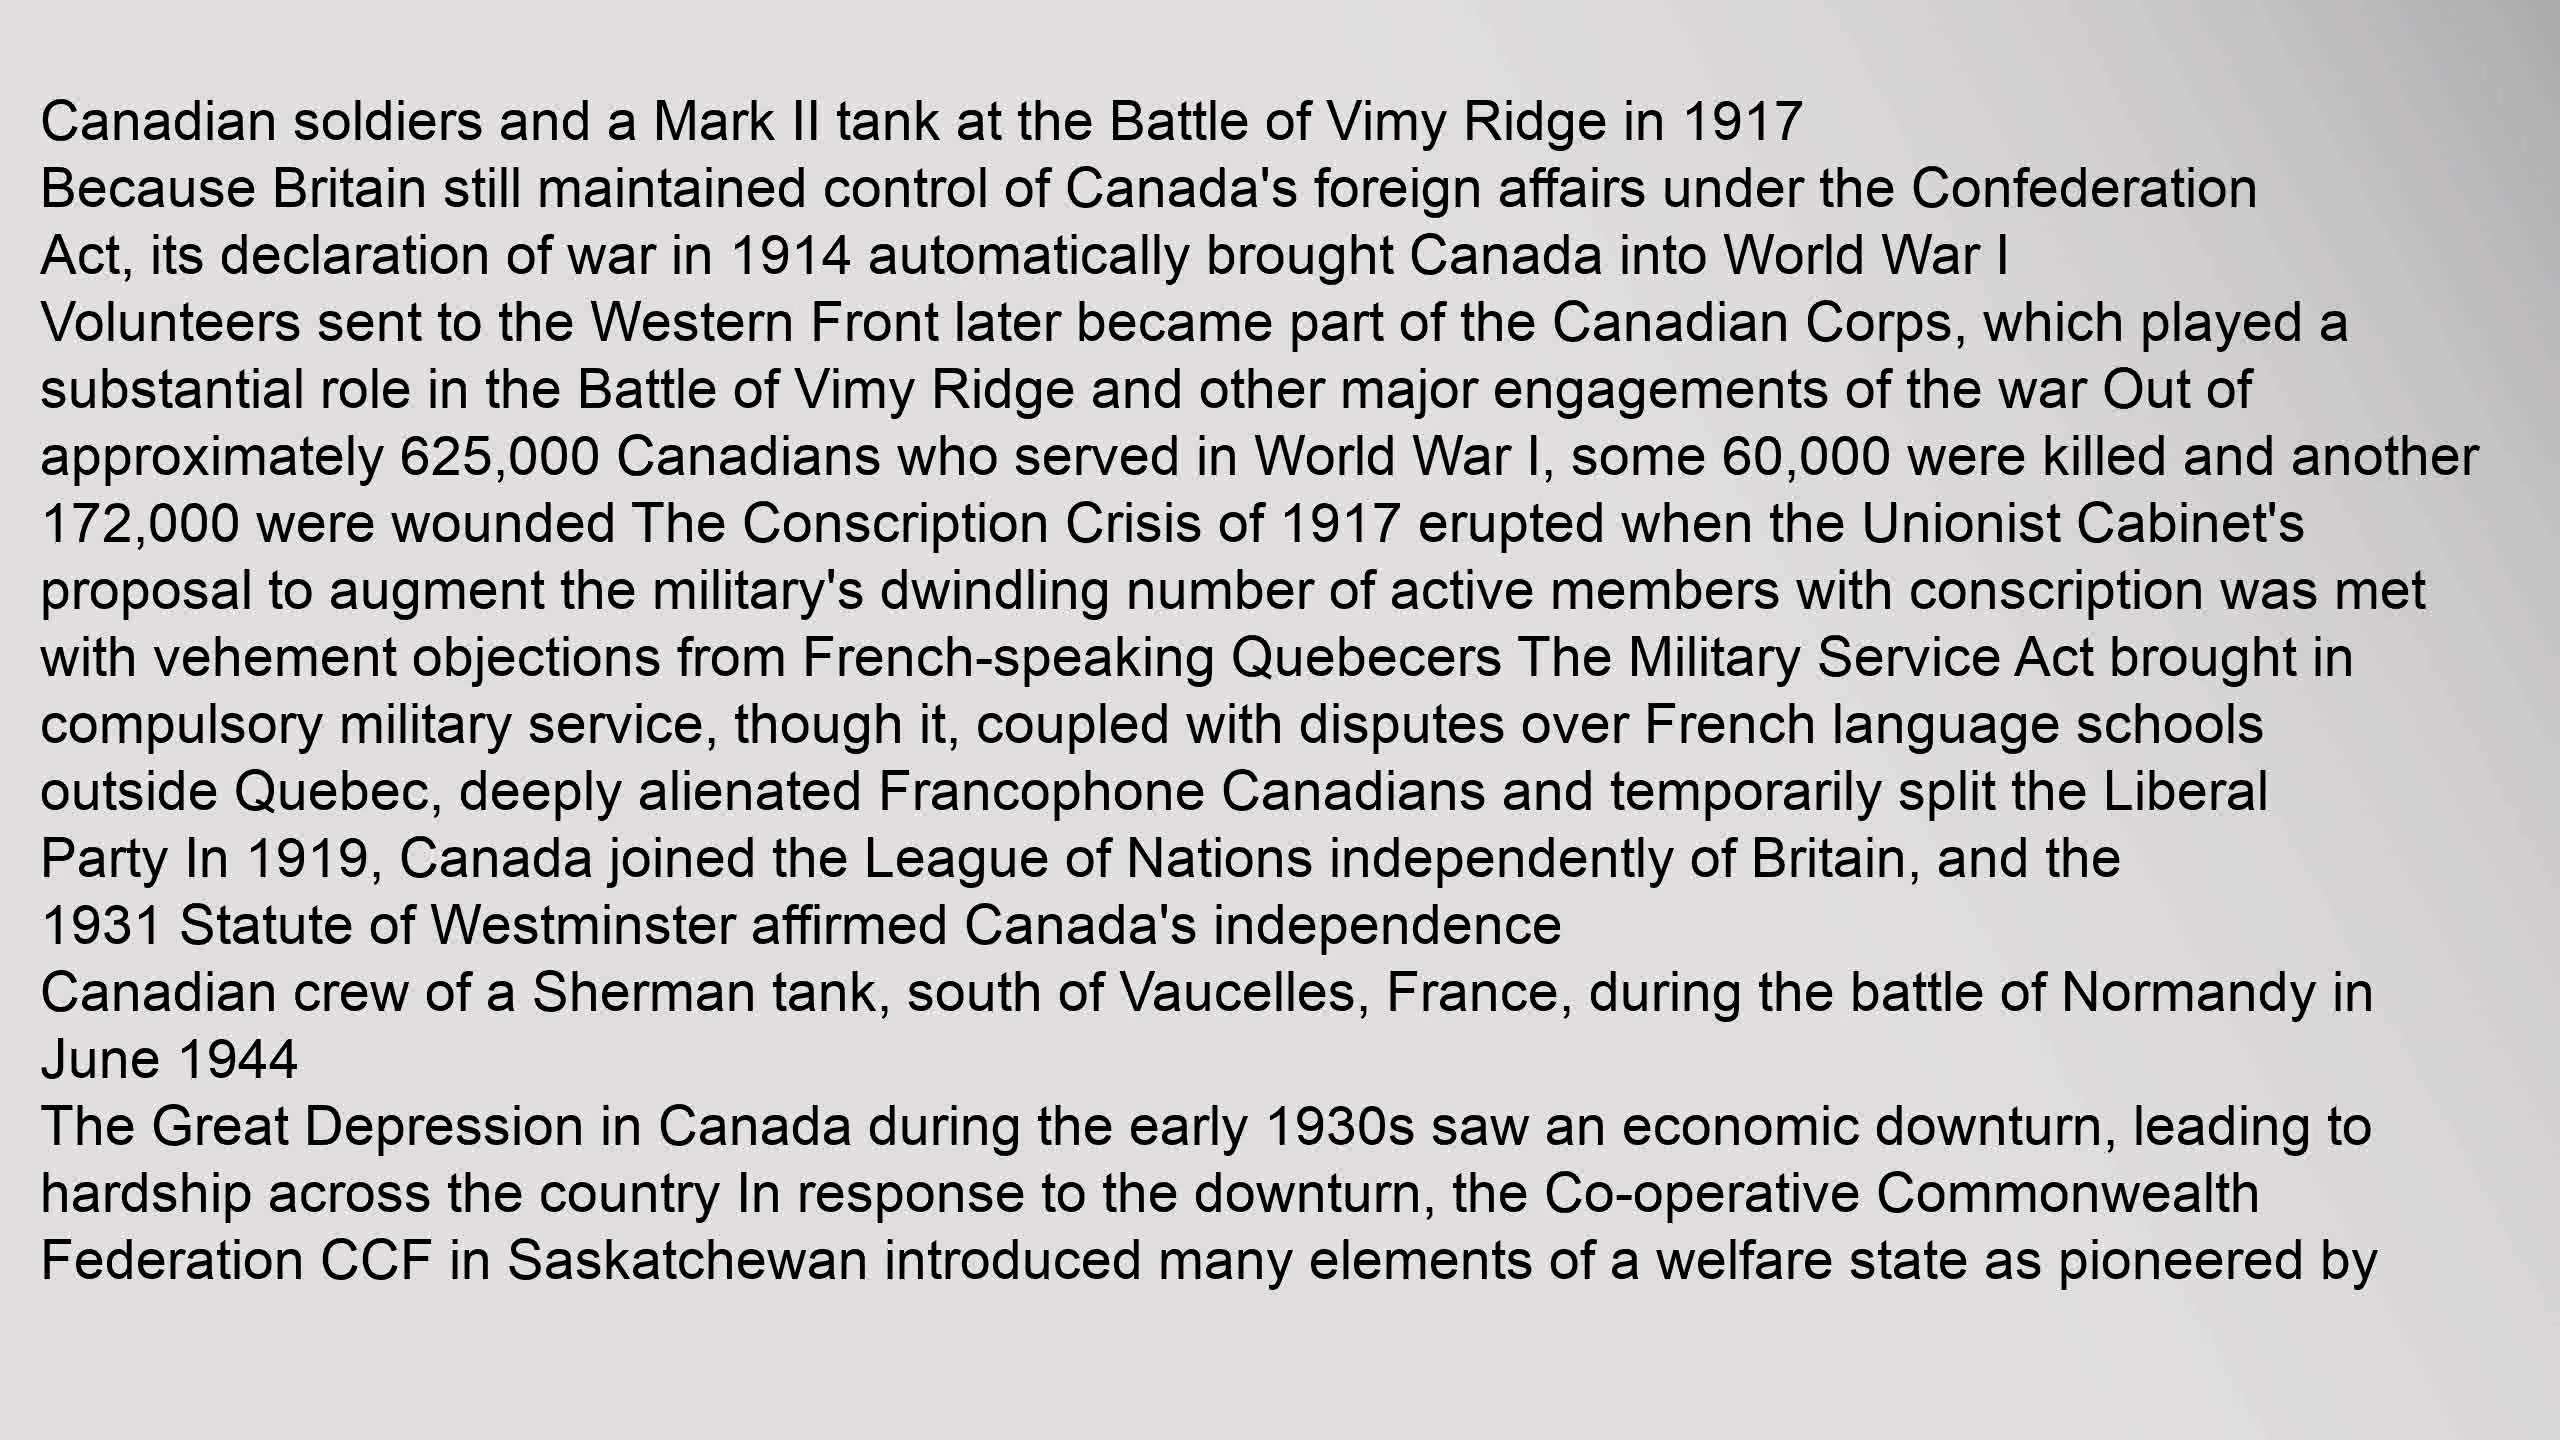 Canadian soldiers and a Mark II tank at the Battle of Vimy Ridge in 1917
Because Britain still maintained control of Canada's foreign affairs under the Confederation
Act, its declaration of war in 1914 automatically brought Canada into World War I
Volunteers sent to the Western Front later became part of the Canadian Corps, which played a
substantial role in the Battle of Vimy Ridge and other major engagements of the war Out of
approximately 625,000 Canadians who served in World War I, some 60,000 were killed and another
172,000 were wounded The Conscription Crisis of 1917 erupted when the Unionist Cabinet's
proposal to augment the military's dwindling number of active members with conscription was met
with vehement objections from French-speaking Quebecers The Military Service Act brought in
compulsory military service, though it, coupled with disputes over French language schools
outside Quebec, deeply alienated Francophone Canadians and temporarily split the Liberal
Party In 1919, Canada joined the League of Nations independently of Britain, and the
1931 Statute of Westminster affirmed Canada's independence
Canadian crew of a Sherman tank, south of Vaucelles, France, during the battle of Normandy in
June 1944
The Great Depression in Canada during the early 1930s saw an economic downturn, leading to
hardship across the country In response to the downturn, the Co-operative Commonwealth
Federation CCF in Saskatchewan introduced many elements of a welfare state as pioneered by